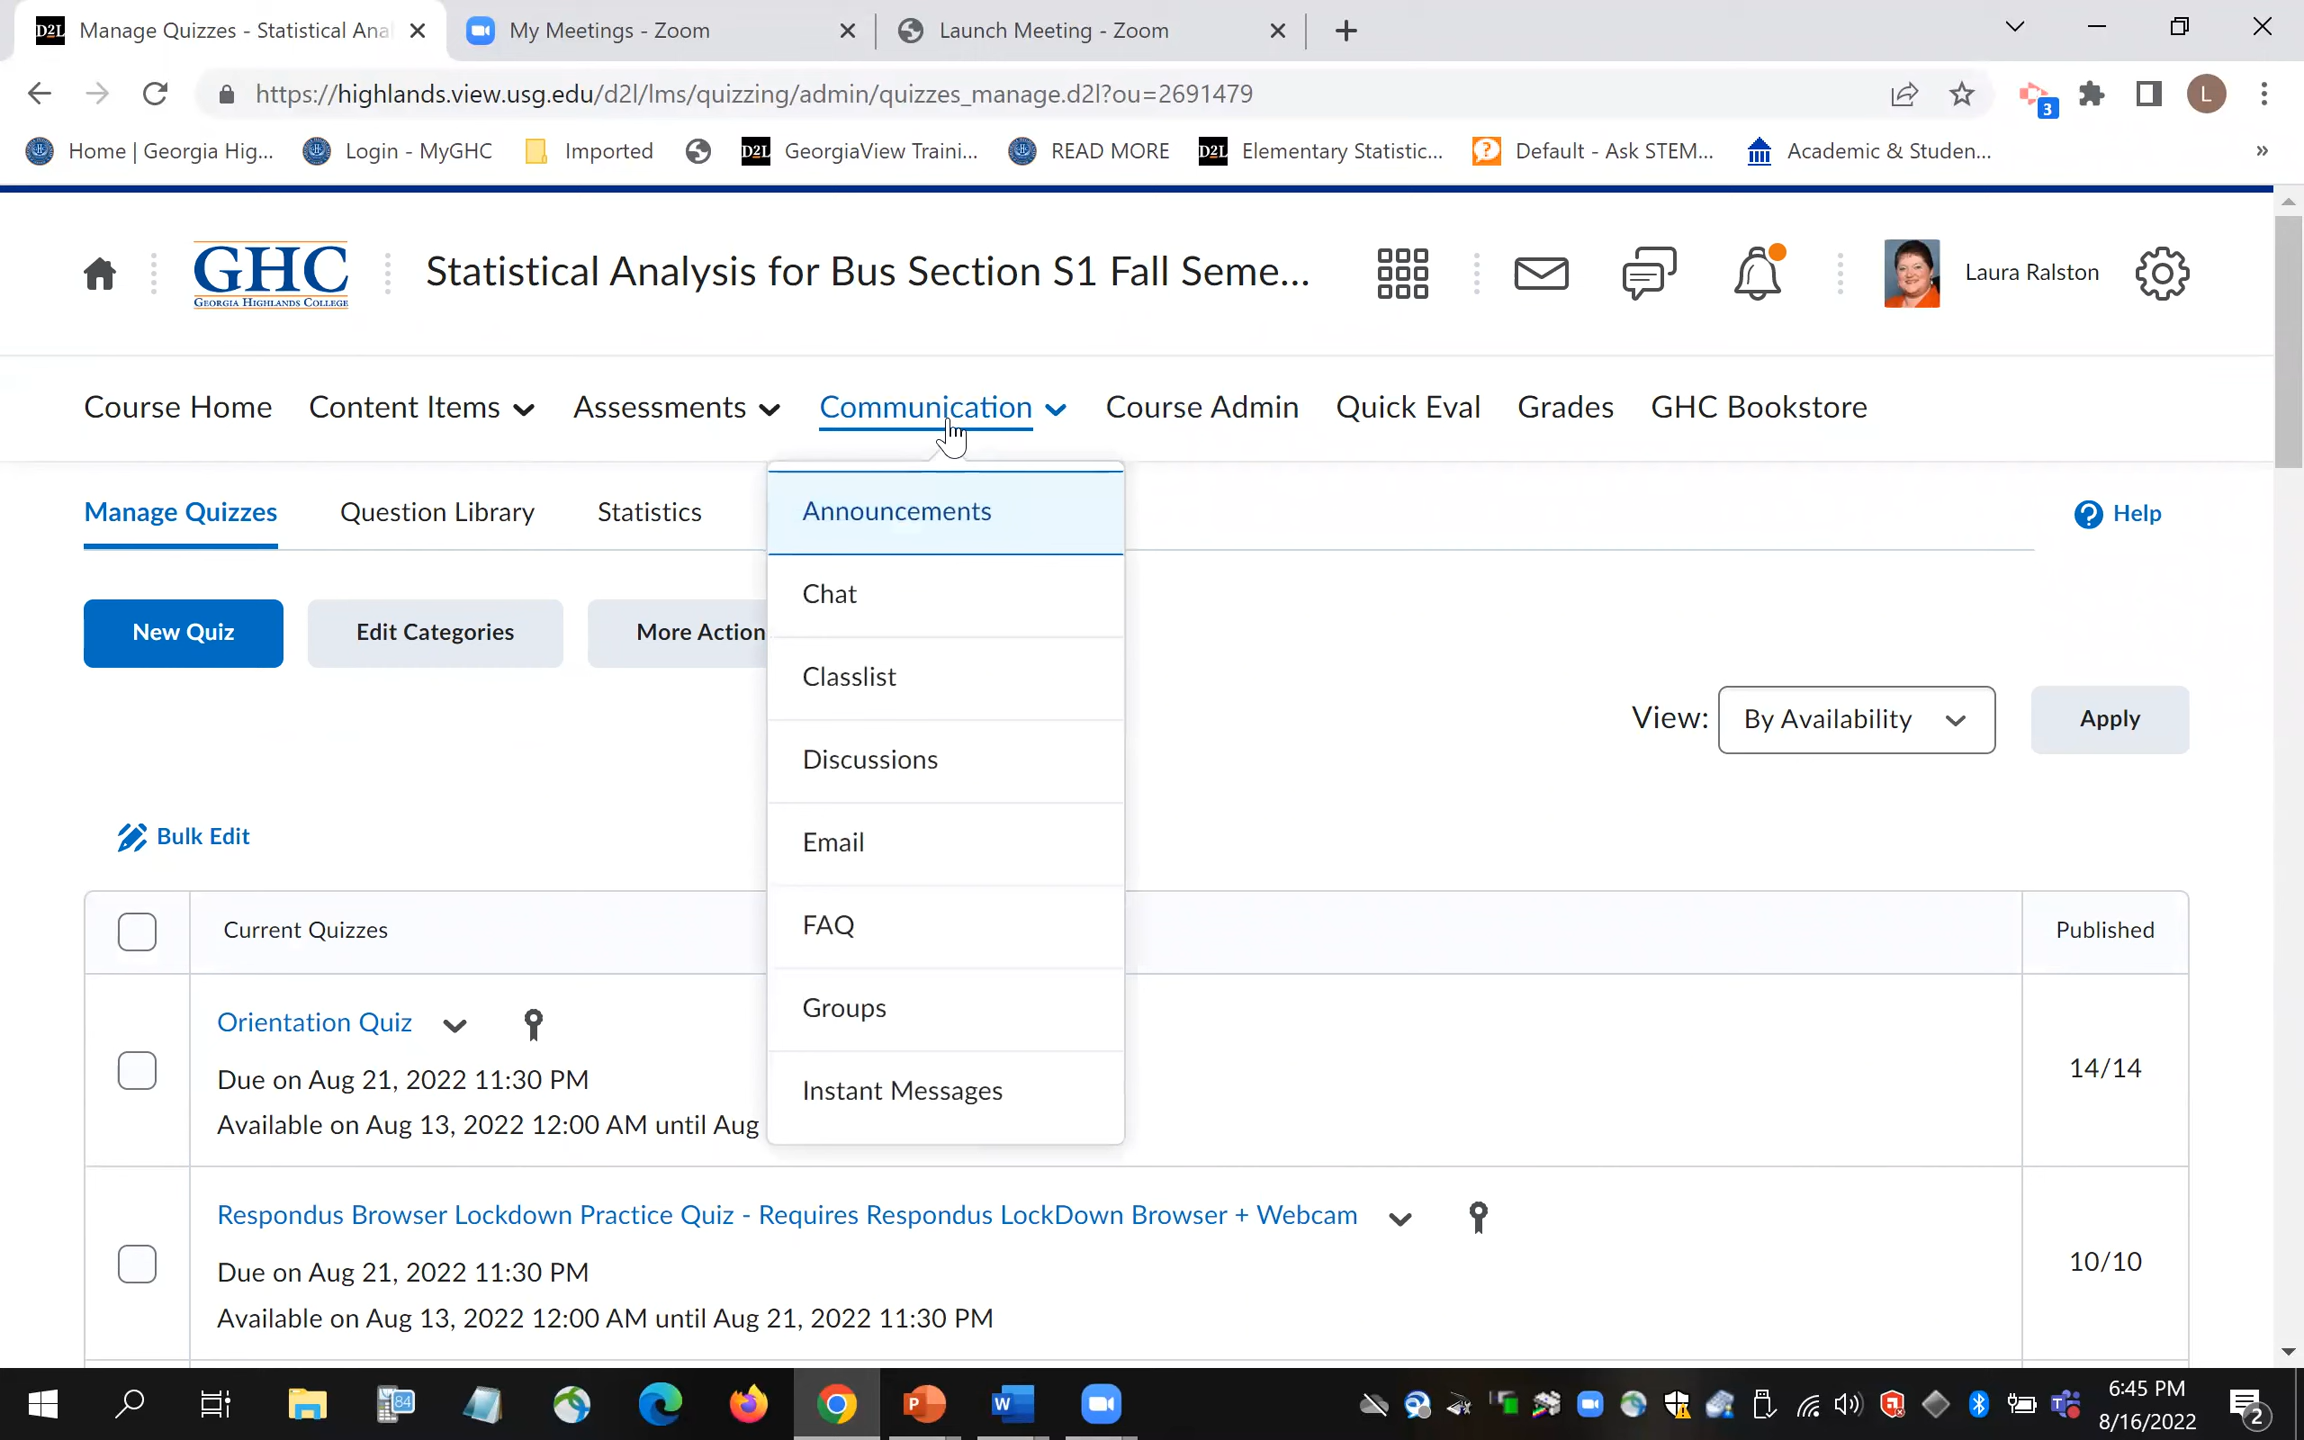 D2L Manage Quizzes - Statistical Ana
My Meetings - Zoom
Launch Meeting - Zoom
https://highlands.view.usg.edu/d2l/lms/quizzing/admin/quizzes_manage.d2l?ou=2691479
3
L
Home | Georgia Hig...
Login - MyGHC
Imported
D2L GeorgiaView Traini...
READ MORE
D2L Elementary Statistic...
Default - Ask STEM...
Academic & Studen...
»
GHC
GEORGIA HIGHLANDS COLLEGE
Statistical Analysis for Bus Section S1 Fall Seme...
Laura Ralston
Course Home
Content Items
Assessments
Communication
Course Admin
Quick Eval
Grades
GHC Bookstore
Manage Quizzes
Question Library
Statistics
Announcements
Help
Chat
New Quiz
Edit Categories
More Action
Classlist
View: By Availability
Apply
Discussions
Bulk Edit
Email
Current Quizzes
FAQ
Published
Orientation Quiz
Groups
Due on Aug 21, 2022 11:30 PM
14/14
Instant Messages
Available on Aug 13, 2022 12:00 AM until Aug
Respondus Browser Lockdown Practice Quiz - Requires Respondus LockDown Browser + Webcam
Due on Aug 21, 2022 11:30 PM
10/10
Available on Aug 13, 2022 12:00 AM until Aug 21, 2022 11:30 PM
84
6:45 PM
8/16/2022
2